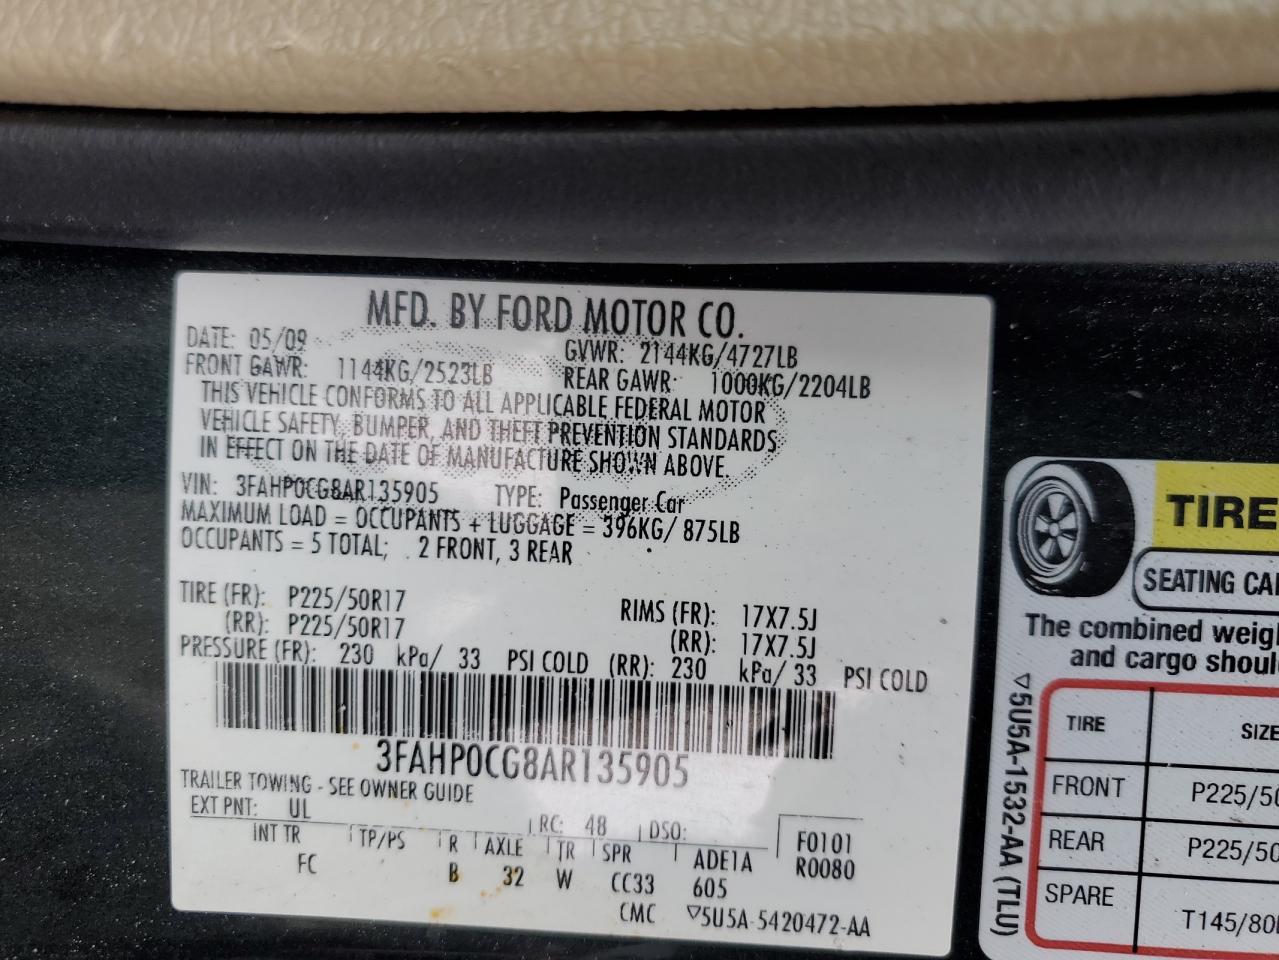 MFD. BY FORD MOTOR CO.
DATE: 05/09 GVWR: 2144KG/4727LB
FRONT GAWR: 1144KG/2523LB REAR GAWR: 1000KG/2204LB
THIS VEHICLE CONFORMS TO ALL APPLICABLE FEDERAL MOTOR
VEHICLE SAFETY, BUMPER, AND THEFT PREVENTION STANDARDS
IN EFFECT ON THE DATE OF MANUFACTURE SHOWN ABOVE.
VIN: 3FAHP0CG8AR135905 TYPE: Passenger Car
MAXIMUM LOAD = OCCUPANTS + LUGGAGE = 396KG/ 875LB
OCCUPANTS = 5 TOTAL; 2 FRONT, 3 REAR
TIRE (FR): P225/50R17 RIMS (FR): 17X7.5J
(RR): P225/50R17 (RR): 17X7.5J
PRESSURE (FR): 230 kPa/ 33 PSI COLD (RR): 230 kPa/ 33 PSI COLD
3FAHP0CG8AR135905
TRAILER TOWING - SEE OWNER GUIDE
EXT PNT: UL RC: 48 DSO: F0101
INT TR TP/PS R AXLE TR SPR ADE1A R0080
FC B 32 W CC33 605
CMC ▽5U5A-5420472-AA
TIRE
SEATING CA
The combined weig
and cargo shoul
▽5U5A-1532-AA (TLU)
TIRE SIZE
FRONT P225/50
REAR P225/50
SPARE T145/80